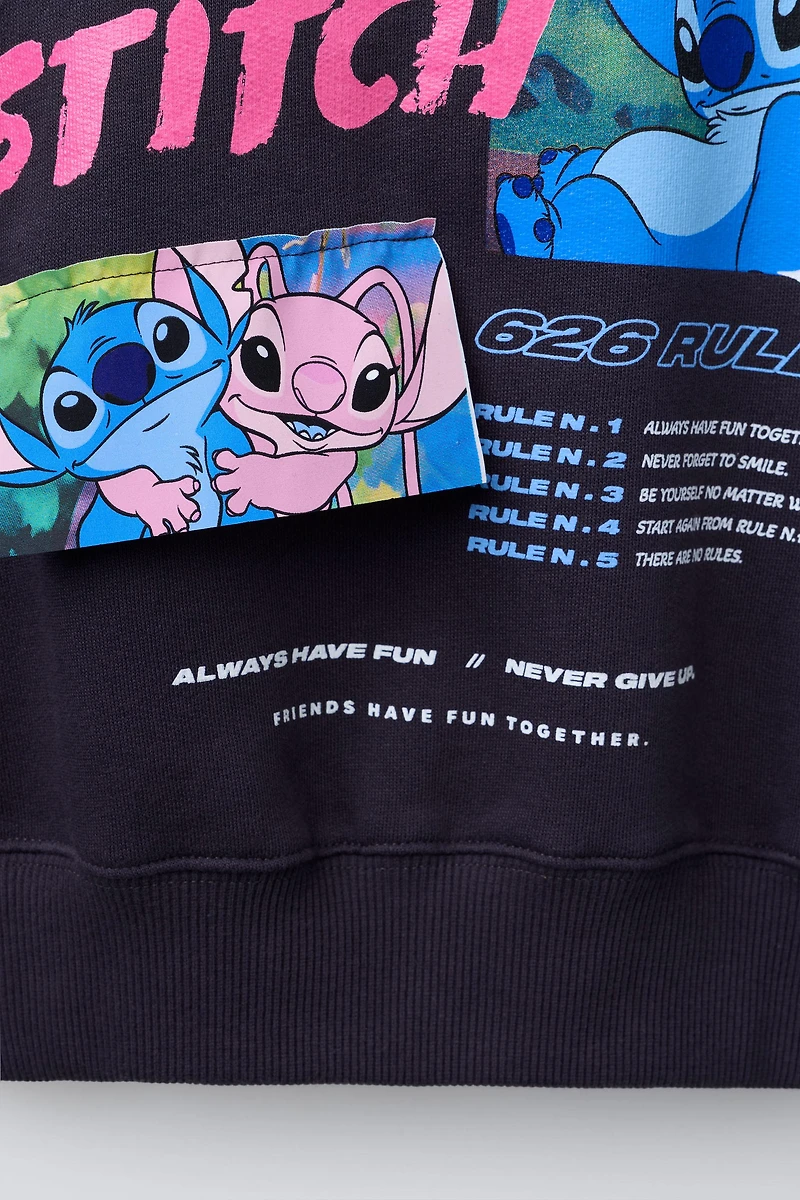 STITCH
626 RULE
RULE N. 1 ALWAYS HAVE FUN TOGET
RULE N. 2 NEVER FORGET TO SMILE.
RULE N. 3 BE YOURSELF NO MATTER W
RULE N. 4 START AGAIN FROM RULE N.
RULE N. 5 THERE ARE NO RULES.
ALWAYS HAVE FUN // NEVER GIVE UP.
FRIENDS HAVE FUN TOGETHER.